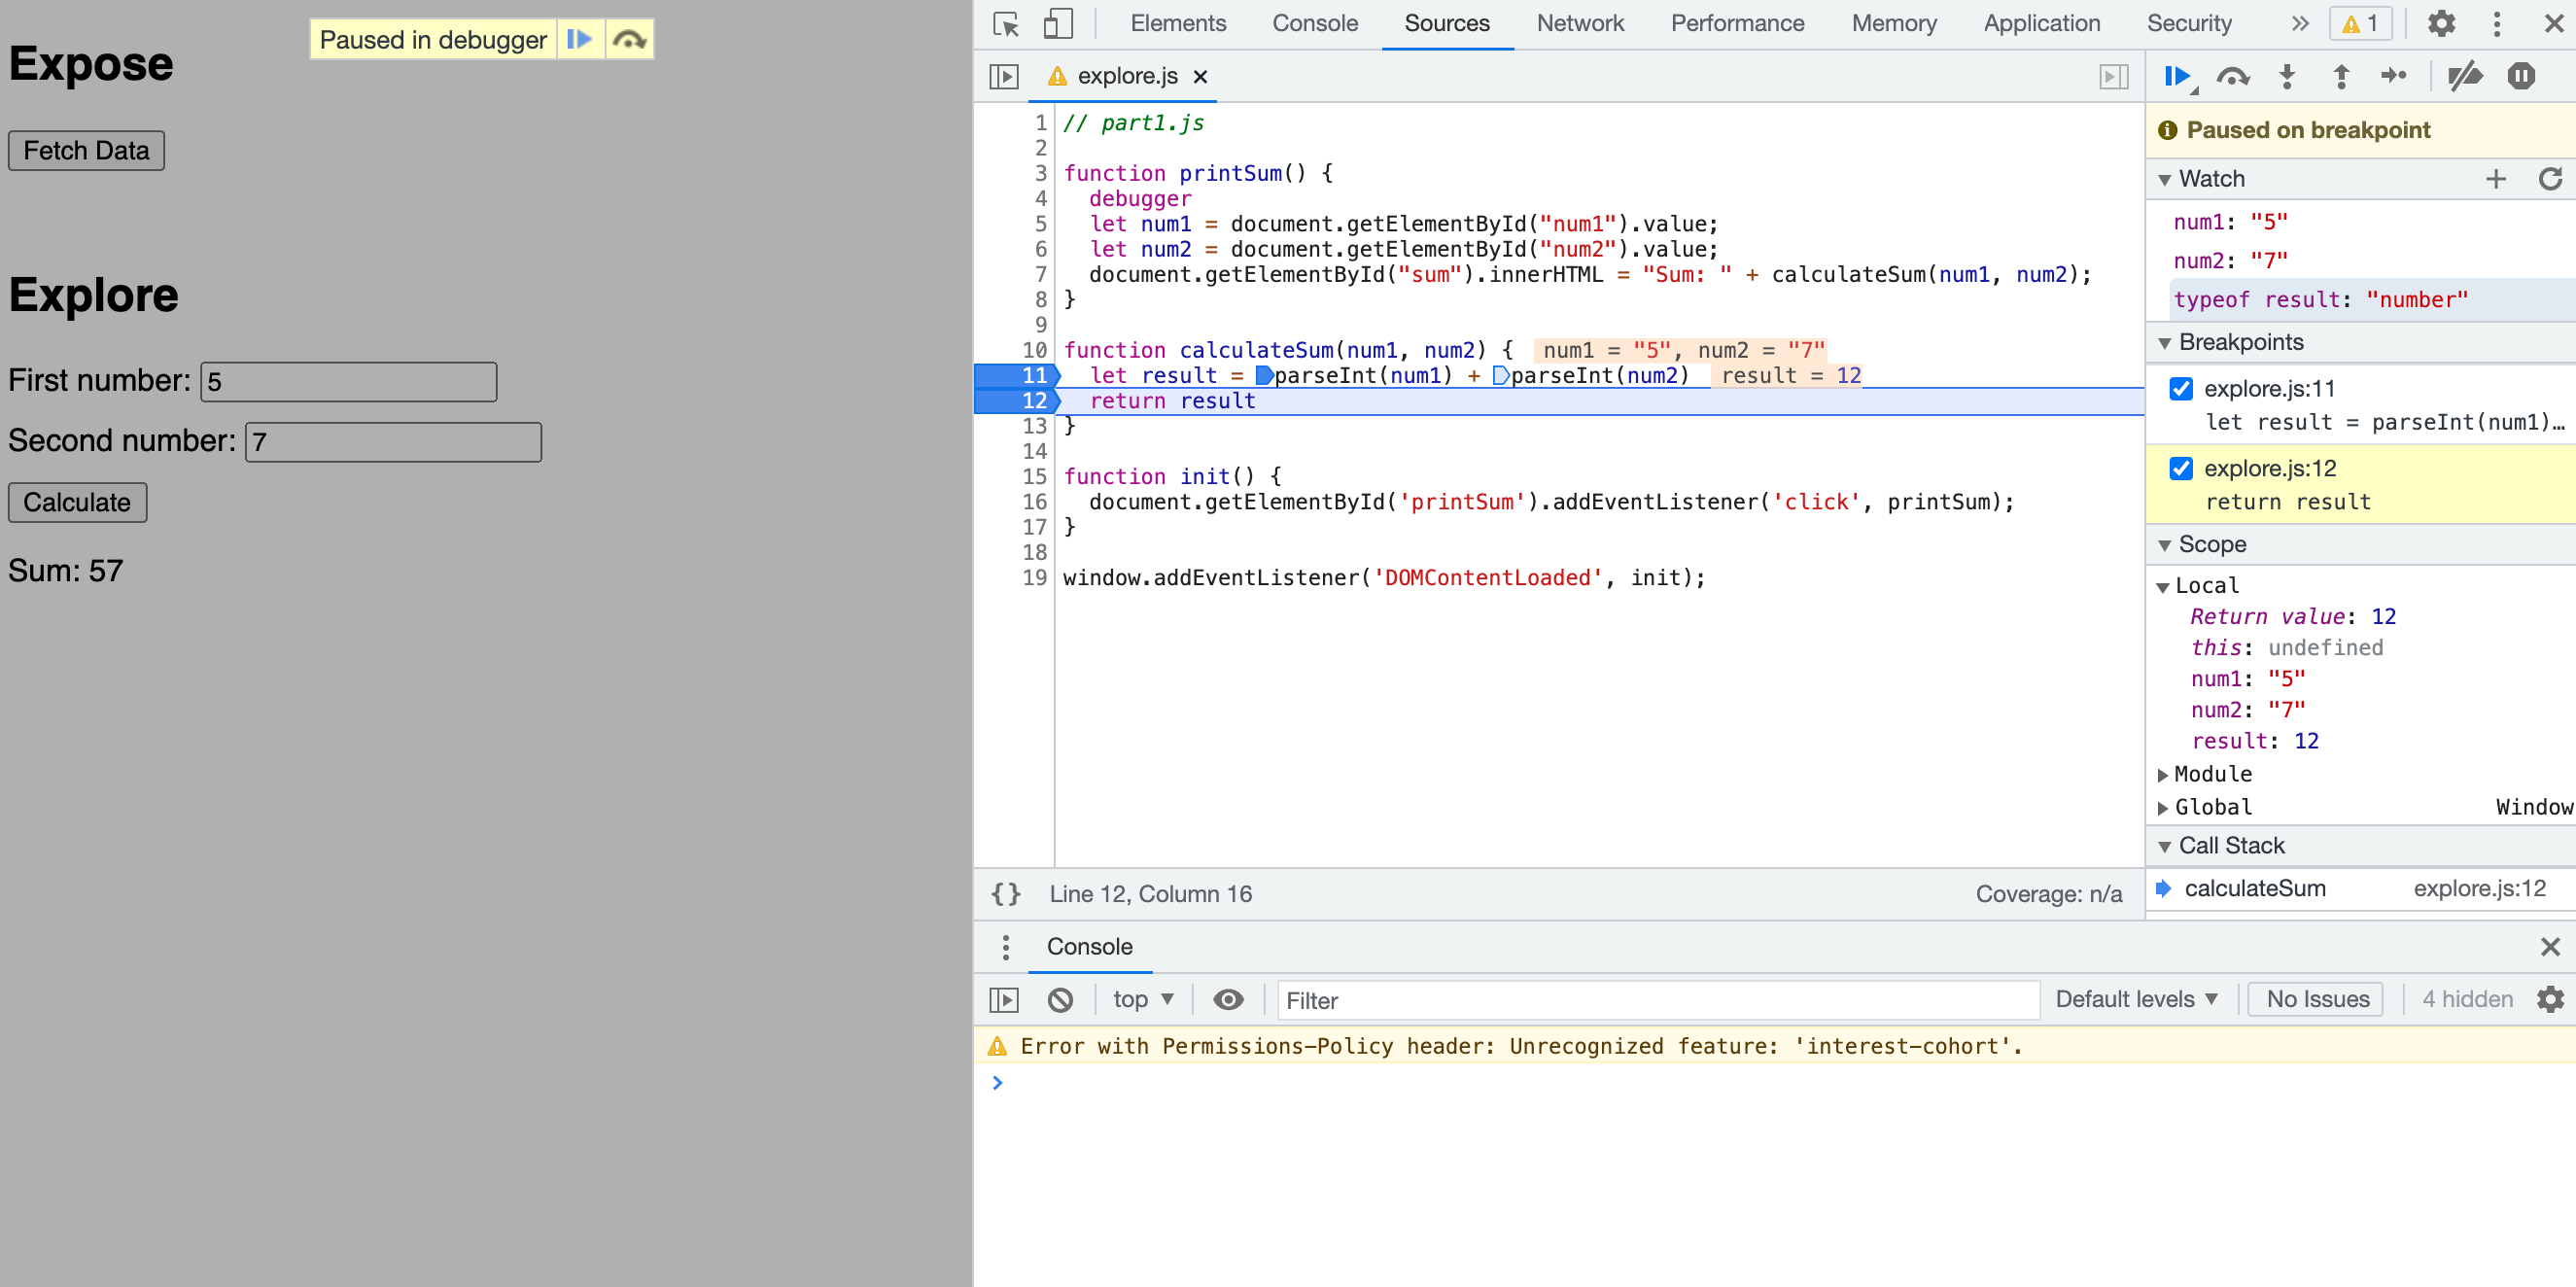 Expose
Paused in debugger
Fetch Data
Explore
First number: 5
Second number: 7
Calculate
Sum: 57
Elements Console Sources Network Performance Memory Application Security » 1
explore.js ×
1 // part1.js
2
3 function printSum() {
4 debugger
5 let num1 = document.getElementById("num1").value;
6 let num2 = document.getElementById("num2").value;
7 document.getElementById("sum").innerHTML = "Sum: " + calculateSum(num1, num2);
8 }
9
10 function calculateSum(num1, num2) { num1 = "5", num2 = "7"
11 let result = parseInt(num1) + parseInt(num2) result = 12
12 return result
13 }
14
15 function init() {
16 document.getElementById('printSum').addEventListener('click', printSum);
17 }
18
19 window.addEventListener('DOMContentLoaded', init);
{} Line 12, Column 16 Coverage: n/a
Paused on breakpoint
Watch
num1: "5"
num2: "7"
typeof result: "number"
Breakpoints
explore.js:11
let result = parseInt(num1)…
explore.js:12
return result
Scope
Local
Return value: 12
this: undefined
num1: "5"
num2: "7"
result: 12
Module
Global Window
Call Stack
calculateSum explore.js:12
Console
top Filter Default levels No Issues 4 hidden
Error with Permissions-Policy header: Unrecognized feature: 'interest-cohort'.
>